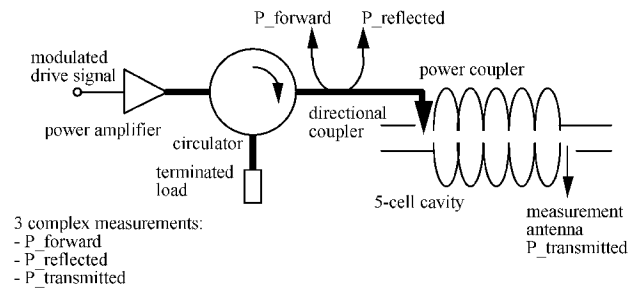 P_forward
P_reflected
modulated
drive signal
power coupler
power amplifier
circulator
directional
coupler
terminated
load
5-cell cavity
measurement
antenna
P_transmitted
3 complex measurements:
- P_forward
- P_reflected
- P_transmitted